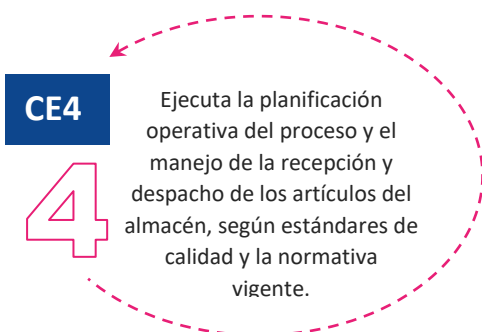 CE4
4
Ejecuta la planificación
operativa del proceso y el
manejo de la recepción y
despacho de los artículos del
almacén, según estándares de
calidad y la normativa
vigente.